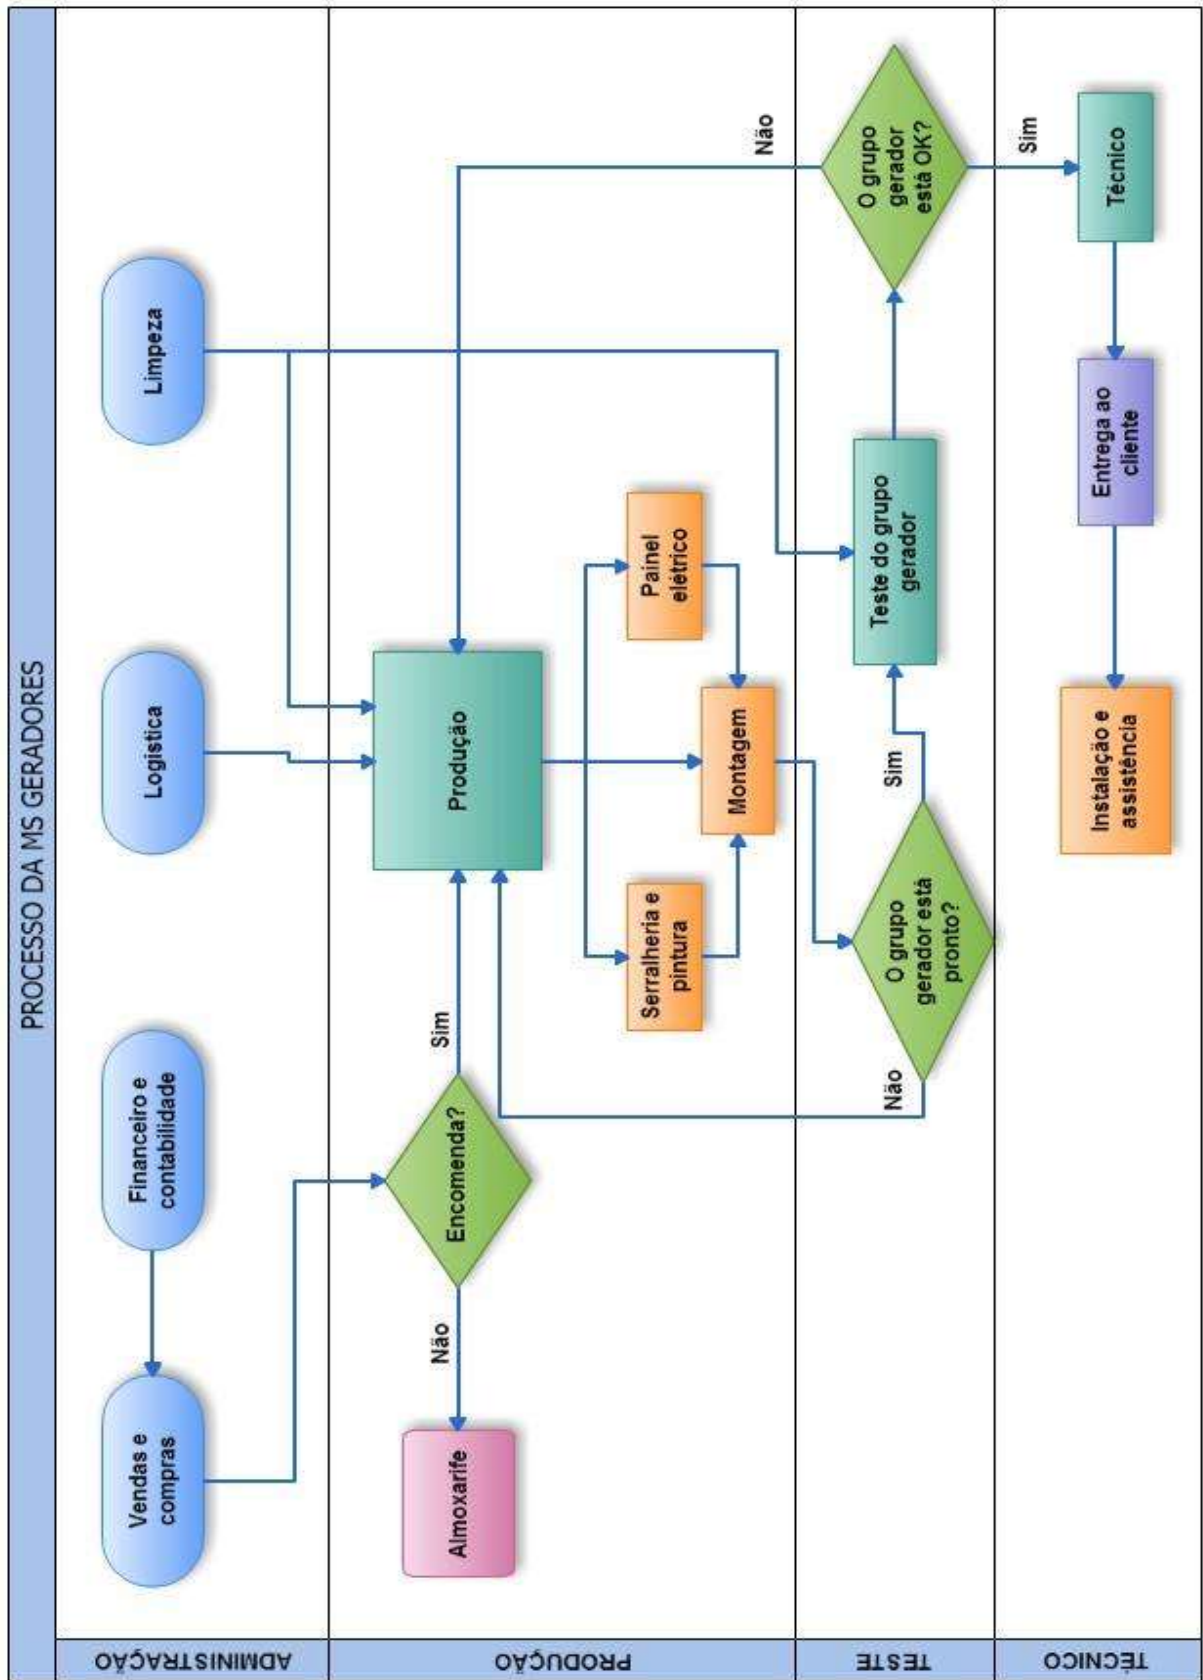 PROCESSO DA MS GERADORES
ADMINISTRAÇÃO
Vendas e
compras
Financeiro e
contabilidade
Logística
Limpeza
PRODUÇÃO
Almoxarife
Não
Encomenda?
Sim
Produção
Não
Serralheria e
pintura
Painel
elétrico
Montagem
TESTE
Não
O grupo
gerador está
pronto?
Sim
Teste do grupo
gerador
O grupo
gerador
está OK?
TÉCNICO
Sim
Técnico
Entrega ao
cliente
Instalação e
assistência